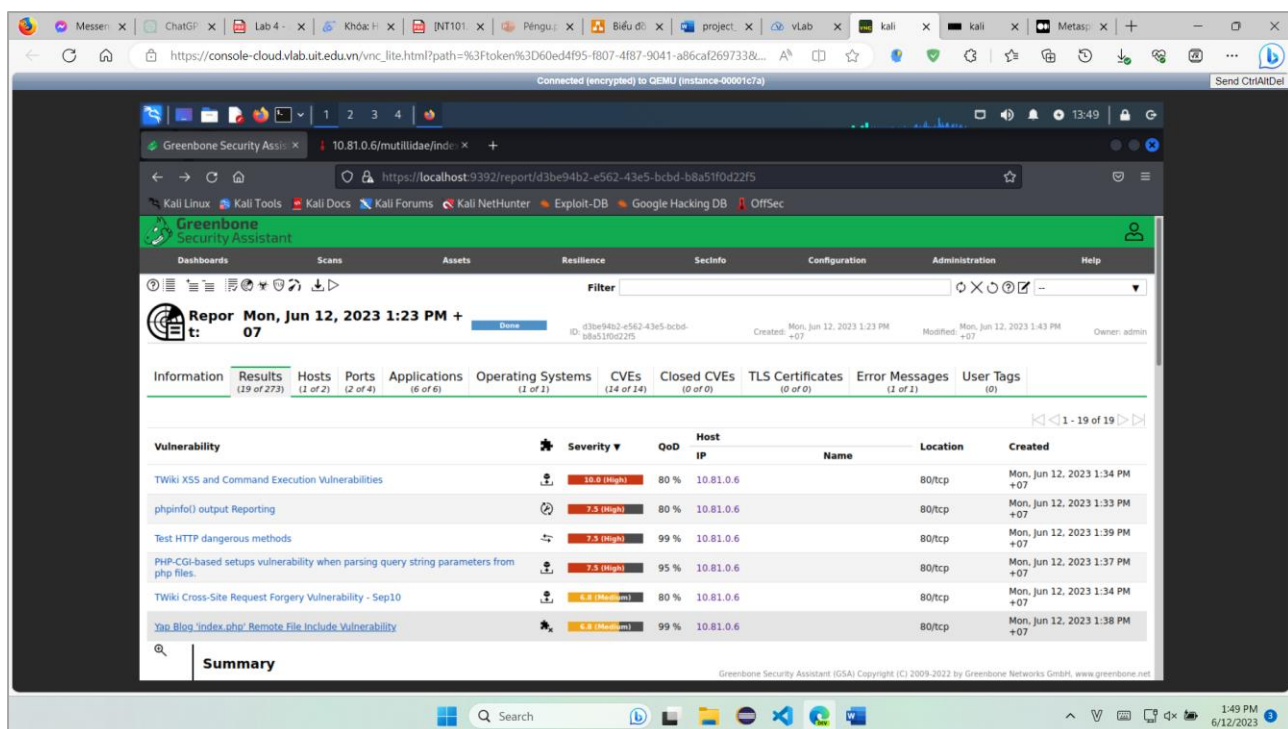 Messen
ChatGP
Lab 4 -
Khóa: H
[NT101.
Péngu.p
Biểu đồ
project_
vLab
kali
kali
Metasp
https://console-cloud.vlab.uit.edu.vn/vnc_lite.html?path=%3Ftoken%3D60ed4f95-f807-4f87-9041-a86caf269733&...
Connected (encrypted) to QEMU (instance-00001c7a)
Send CtrlAltDel
1 2 3 4
13:49
Greenbone Security Assis
10.81.0.6/mutillidae/inde
https://localhost:9392/report/d3be94b2-e562-43e5-bcbd-b8a51f0d22f5
Kali Linux Kali Tools Kali Docs Kali Forums Kali NetHunter Exploit-DB Google Hacking DB OffSec
Greenbone
Security Assistant
Dashboards Scans Assets Resilience SecInfo Configuration Administration Help
Filter
--
Repor Mon, Jun 12, 2023 1:23 PM +
t: 07
Done
ID: d3be94b2-e562-43e5-bcbd-
b8a51f0d22f5
Created: Mon, Jun 12, 2023 1:23 PM
+07
Modified: Mon, Jun 12, 2023 1:43 PM
+07
Owner: admin
Information Results Hosts Ports Applications Operating Systems CVEs Closed CVEs TLS Certificates Error Messages User Tags
(19 of 273) (1 of 2) (2 of 4) (6 of 6) (1 of 1) (14 of 14) (0 of 0) (0 of 0) (1 of 1) (0)
1 - 19 of 19
Vulnerability Severity ▼ QoD Host Location Created
IP Name
TWiki XSS and Command Execution Vulnerabilities 10.0 (High) 80 % 10.81.0.6 80/tcp Mon, Jun 12, 2023 1:34 PM
+07
phpinfo() output Reporting 7.5 (High) 80 % 10.81.0.6 80/tcp Mon, Jun 12, 2023 1:33 PM
+07
Test HTTP dangerous methods 7.5 (High) 99 % 10.81.0.6 80/tcp Mon, Jun 12, 2023 1:39 PM
+07
PHP-CGI-based setups vulnerability when parsing query string parameters from 7.5 (High) 95 % 10.81.0.6 80/tcp Mon, Jun 12, 2023 1:37 PM
php files. +07
TWiki Cross-Site Request Forgery Vulnerability - Sep10 6.8 (Medium) 80 % 10.81.0.6 80/tcp Mon, Jun 12, 2023 1:34 PM
+07
Yap Blog 'index.php' Remote File Include Vulnerability 6.8 (Medium) 99 % 10.81.0.6 80/tcp Mon, Jun 12, 2023 1:38 PM
+07
Summary
Greenbone Security Assistant (GSA) Copyright (C) 2009-2022 by Greenbone Networks GmbH, www.greenbone.net
Search
1:49 PM
6/12/2023
3